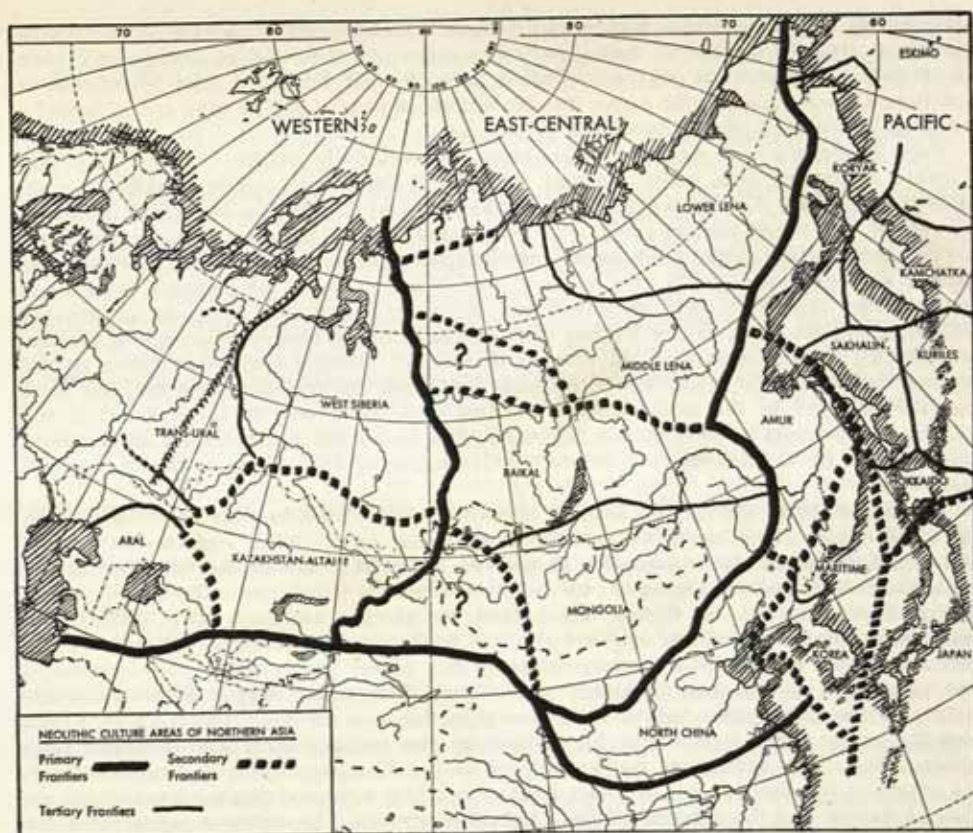 70
80
80
70
60
ESKIMO
WESTERN
EAST-CENTRAL
PACIFIC
KORYAK
LOWER LENA
KAMCHATKA
?
SAKHALIN
KURILES
?
MIDDLE LENA
WEST SIBERIA
AMUR
TRANS-URAL
BAIKAL
HOKKAIDO
ARAL
KAZAKHSTAN-ALTAI
MARITIME
?
MONGOLIA
KOREA
JAPAN
NORTH CHINA
NEOLITHIC CULTURE AREAS OF NORTHERN ASIA
Primary Frontiers
Secondary Frontiers
Tertiary Frontiers